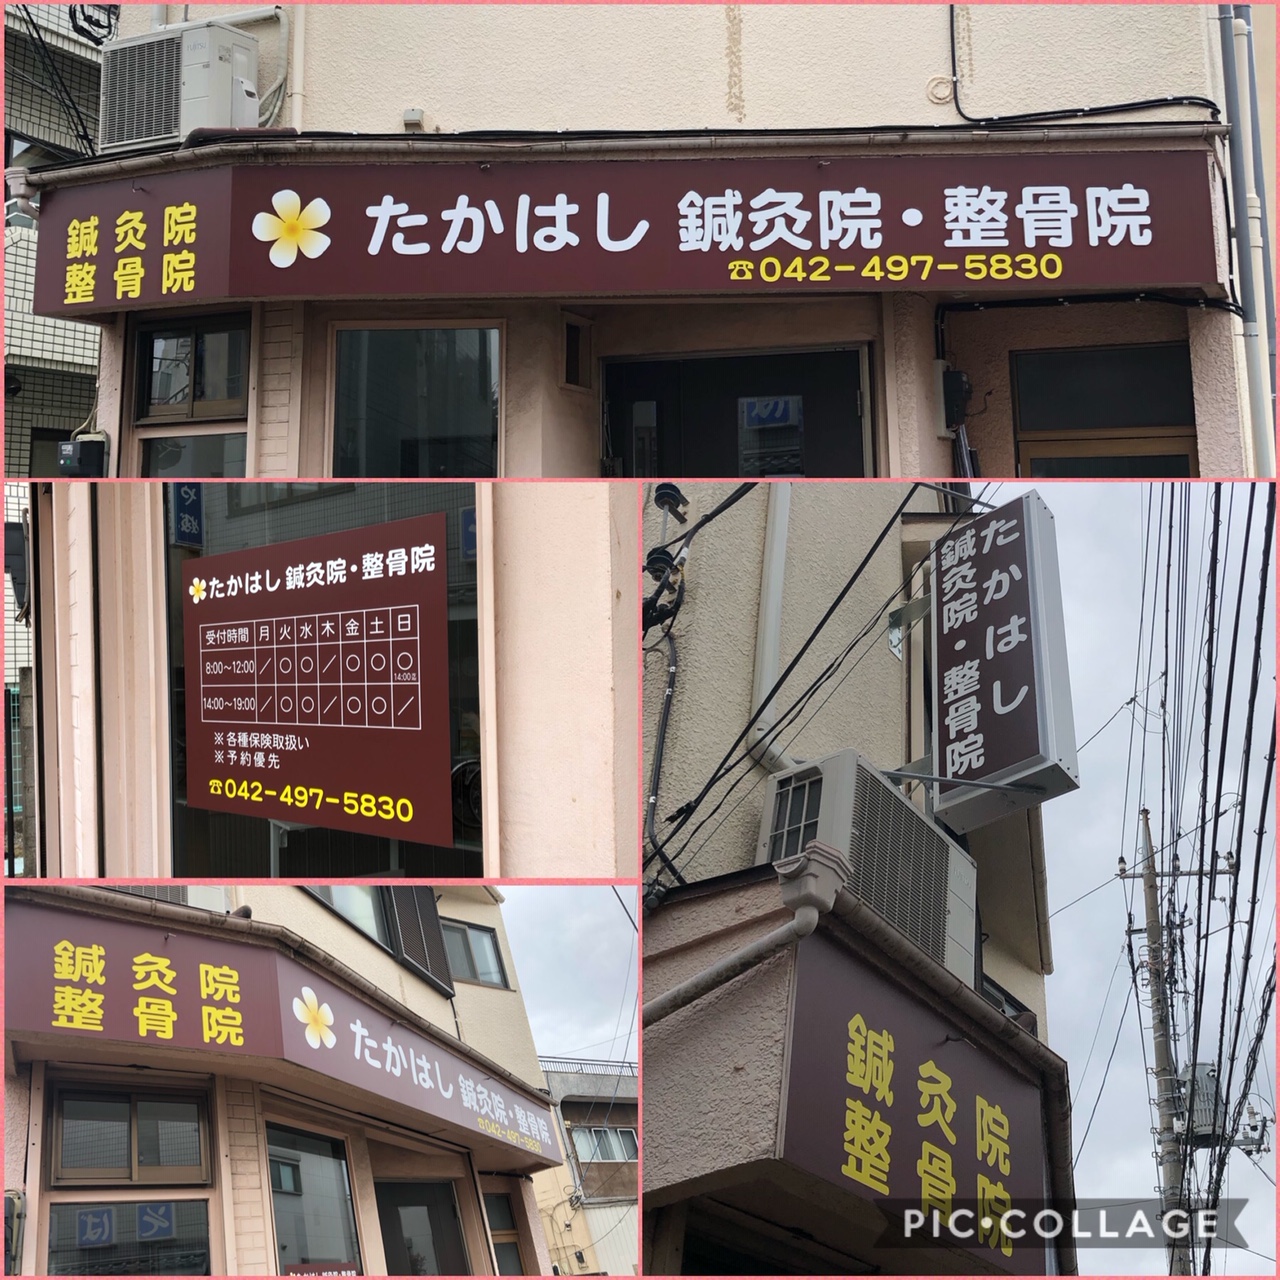 FUJITSU
鍼灸院
整骨院
たかはし 鍼灸院・整骨院
☎042-497-5830
たかはし 鍼灸院・整骨院
受付時間 月 火 水 木 金 土 日
8:00〜12:00 / ○ ○ / ○ ○ ○
14:00迄
14:00〜19:00 / ○ ○ / ○ ○ /
※各種保険取扱い
※予約優先
☎042-497-5830
たかはし
鍼灸院・整骨院
鍼灸院
整骨院
たかはし 鍼灸院・整骨院
☎042-497-5830
鍼灸院
整骨院
PIC•COLLAGE